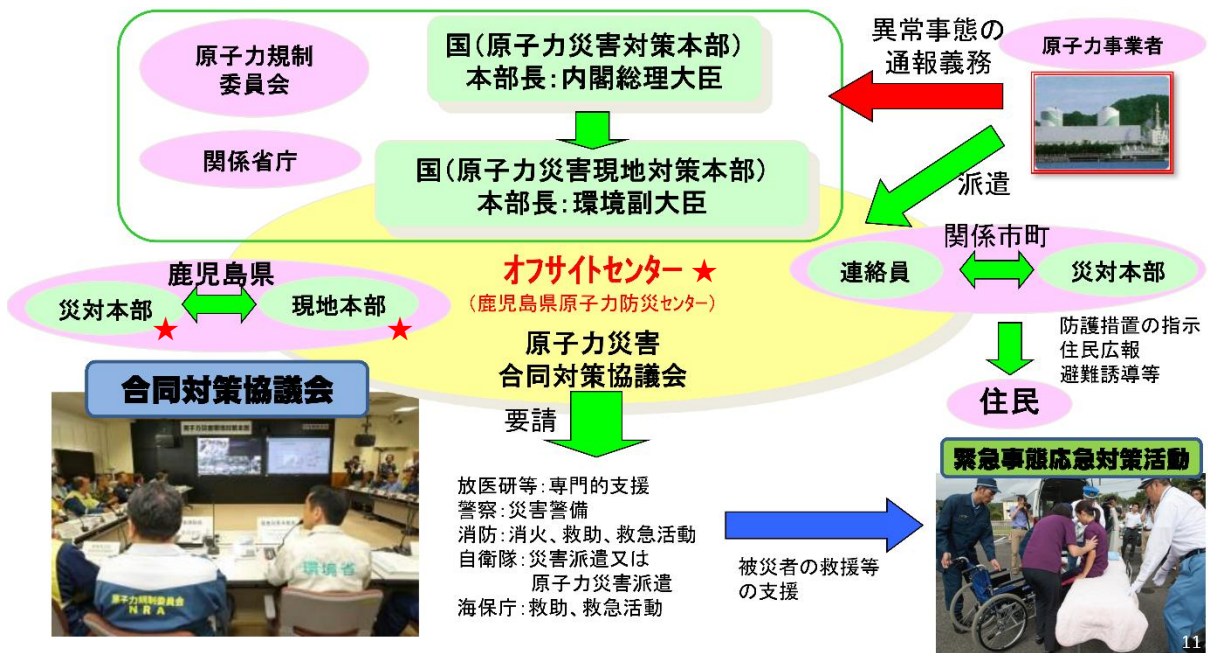 原子力規制
委員会
国(原子力災害対策本部)
本部長:内閣総理大臣
異常事態の
通報義務
原子力事業者
関係省庁
国(原子力災害現地対策本部)
本部長:環境副大臣
派遣
関係市町
連絡員
災対本部
鹿児島県
災対本部
★
現地本部
★
オフサイトセンター ★
(鹿児島県原子力防災センター)
原子力災害
合同対策協議会
防護措置の指示
住民広報
避難誘導等
住民
合同対策協議会
原子力規制委員会
NRA
環境省
要請
放医研等:専門的支援
警察:災害警備
消防:消火、救助、救急活動
自衛隊:災害派遣又は
原子力災害派遣
海保庁:救助、救急活動
被災者の救援等
の支援
緊急事態応急対策活動
11